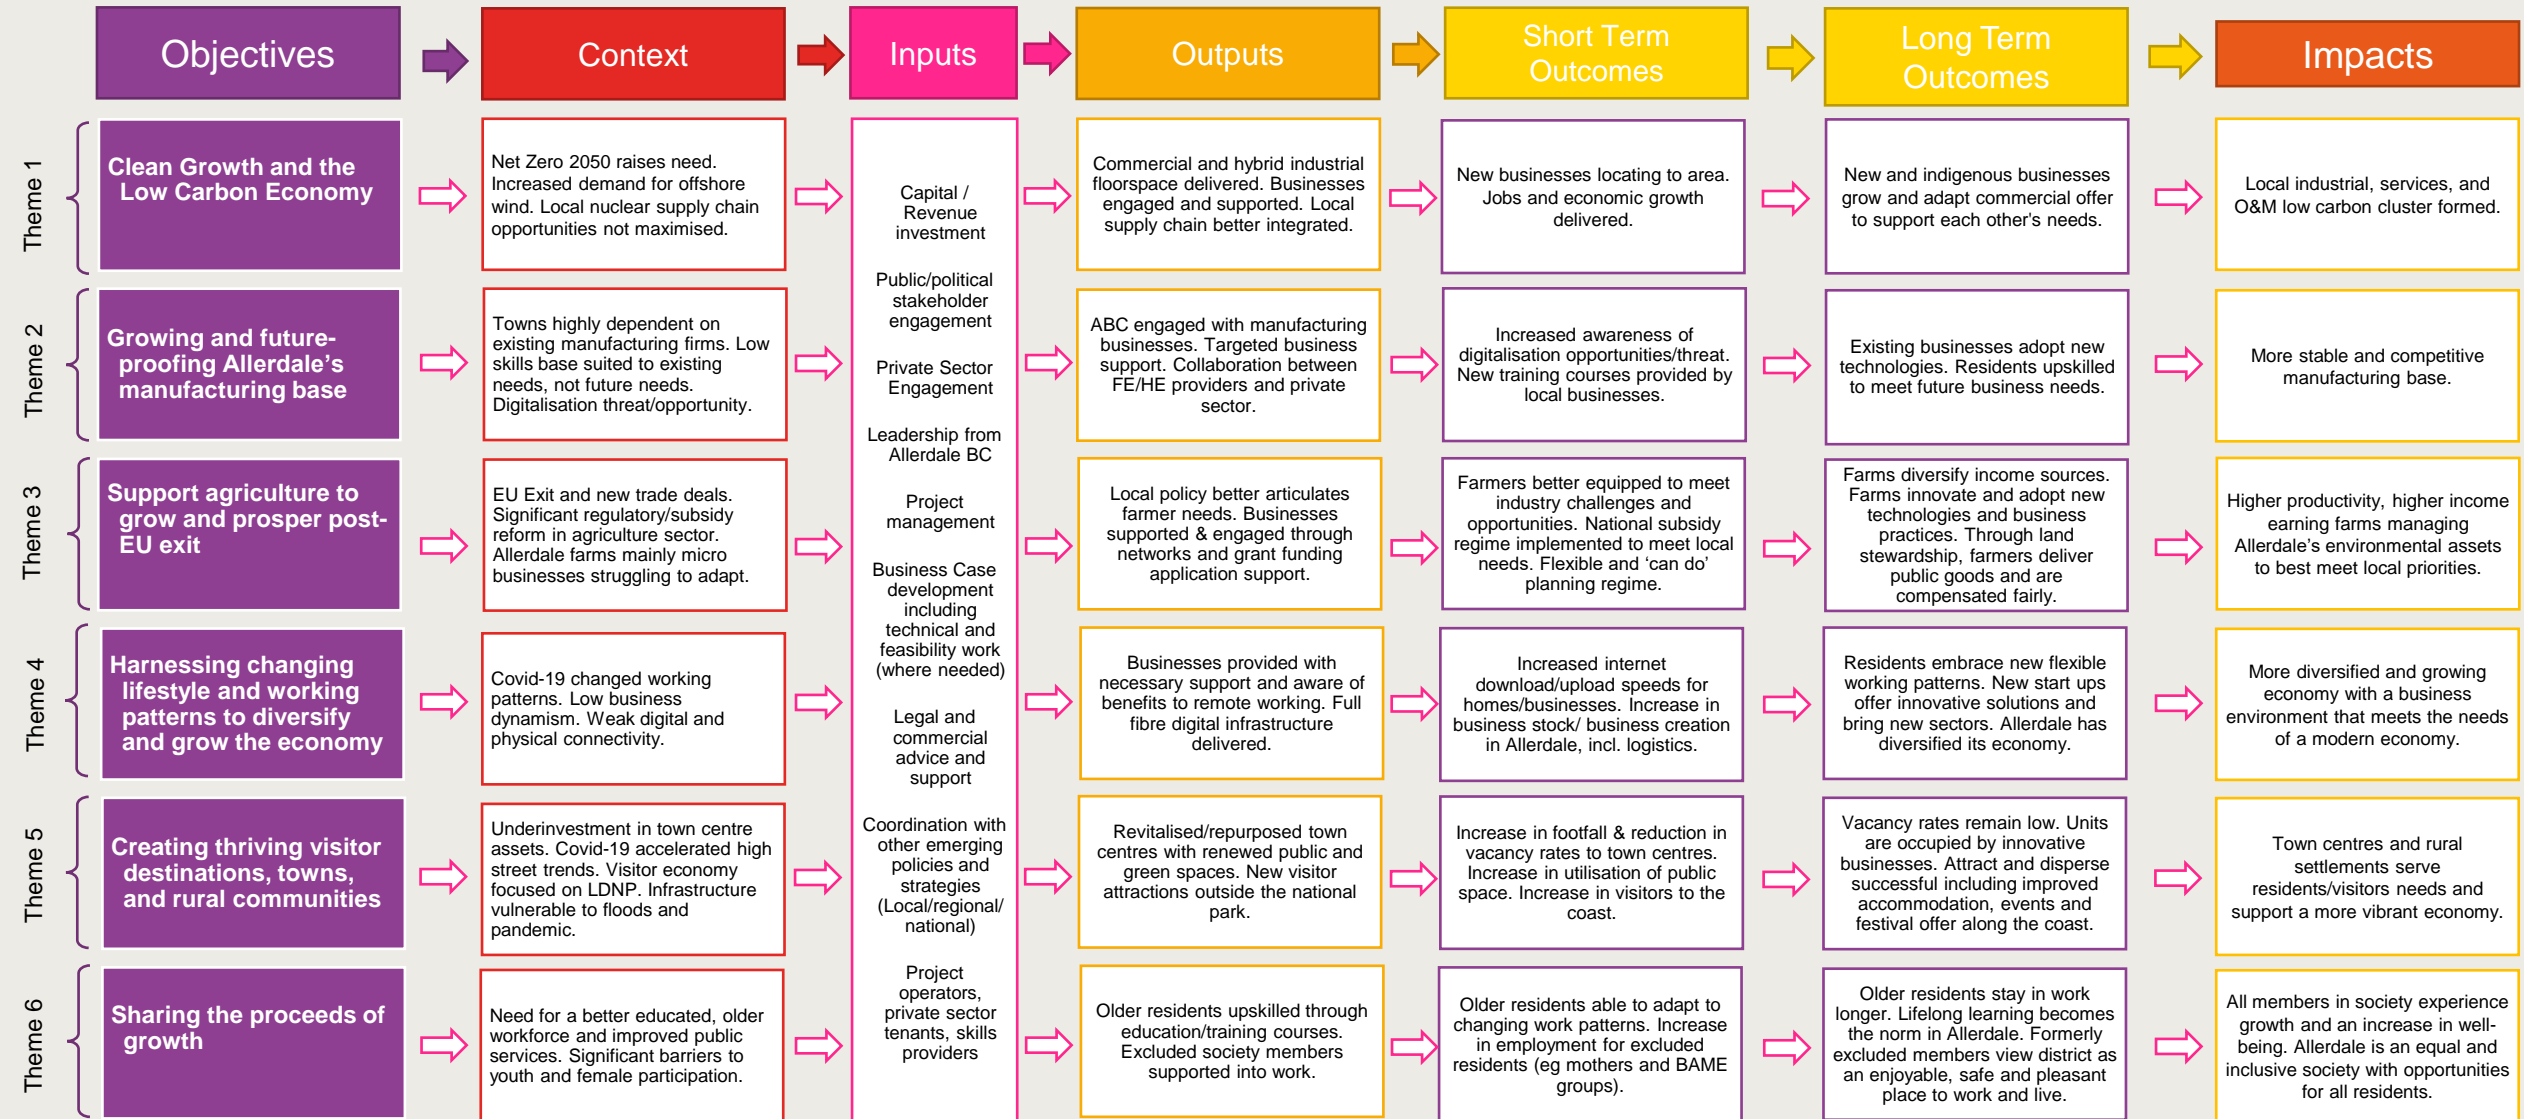 Objectives
Context
Inputs
Outputs
Short Term
Outcomes
Long Term
Outcomes
Impacts
Theme 1
Clean Growth and the
Low Carbon Economy
Net Zero 2050 raises need.
Increased demand for offshore
wind. Local nuclear supply chain
opportunities not maximised.
Capital /
Revenue
investment
Public/political
stakeholder
engagement
Private Sector
Engagement
Leadership from
Allerdale BC
Project
management
Business Case
development
including
technical and
feasibility work
(where needed)
Legal and
commercial
advice and
support
Coordination with
other emerging
policies and
strategies
(Local/regional/
national)
Project
operators,
private sector
tenants, skills
providers
Commercial and hybrid industrial
floorspace delivered. Businesses
engaged and supported. Local
supply chain better integrated.
New businesses locating to area.
Jobs and economic growth
delivered.
New and indigenous businesses
grow and adapt commercial offer
to support each other's needs.
Local industrial, services, and
O&M low carbon cluster formed.
Theme 2
Growing and future-
proofing Allerdale’s
manufacturing base
Towns highly dependent on
existing manufacturing firms. Low
skills base suited to existing
needs, not future needs.
Digitalisation threat/opportunity.
ABC engaged with manufacturing
businesses. Targeted business
support. Collaboration between
FE/HE providers and private
sector.
Increased awareness of
digitalisation opportunities/threat.
New training courses provided by
local businesses.
Existing businesses adopt new
technologies. Residents upskilled
to meet future business needs.
More stable and competitive
manufacturing base.
Theme 3
Support agriculture to
grow and prosper post-
EU exit
EU Exit and new trade deals.
Significant regulatory/subsidy
reform in agriculture sector.
Allerdale farms mainly micro
businesses struggling to adapt.
Local policy better articulates
farmer needs. Businesses
supported & engaged through
networks and grant funding
application support.
Farmers better equipped to meet
industry challenges and
opportunities. National subsidy
regime implemented to meet local
needs. Flexible and ‘can do’
planning regime.
Farms diversify income sources.
Farms innovate and adopt new
technologies and business
practices. Through land
stewardship, farmers deliver
public goods and are
compensated fairly.
Higher productivity, higher income
earning farms managing
Allerdale’s environmental assets
to best meet local priorities.
Theme 4
Harnessing changing
lifestyle and working
patterns to diversify
and grow the economy
Covid-19 changed working
patterns. Low business
dynamism. Weak digital and
physical connectivity.
Businesses provided with
necessary support and aware of
benefits to remote working. Full
fibre digital infrastructure
delivered.
Increased internet
download/upload speeds for
homes/businesses. Increase in
business stock/ business creation
in Allerdale, incl. logistics.
Residents embrace new flexible
working patterns. New start ups
offer innovative solutions and
bring new sectors. Allerdale has
diversified its economy.
More diversified and growing
economy with a business
environment that meets the needs
of a modern economy.
Theme 5
Creating thriving visitor
destinations, towns,
and rural communities
Underinvestment in town centre
assets. Covid-19 accelerated high
street trends. Visitor economy
focused on LDNP. Infrastructure
vulnerable to floods and
pandemic.
Revitalised/repurposed town
centres with renewed public and
green spaces. New visitor
attractions outside the national
park.
Increase in footfall & reduction in
vacancy rates to town centres.
Increase in utilisation of public
space. Increase in visitors to the
coast.
Vacancy rates remain low. Units
are occupied by innovative
businesses. Attract and disperse
successful including improved
accommodation, events and
festival offer along the coast.
Town centres and rural
settlements serve
residents/visitors needs and
support a more vibrant economy.
Theme 6
Sharing the proceeds of
growth
Need for a better educated, older
workforce and improved public
services. Significant barriers to
youth and female participation.
Older residents upskilled through
education/training courses.
Excluded society members
supported into work.
Older residents able to adapt to
changing work patterns. Increase
in employment for excluded
residents (eg mothers and BAME
groups).
Older residents stay in work
longer. Lifelong learning becomes
the norm in Allerdale. Formerly
excluded members view district as
an enjoyable, safe and pleasant
place to work and live.
All members in society experience
growth and an increase in well-
being. Allerdale is an equal and
inclusive society with opportunities
for all residents.